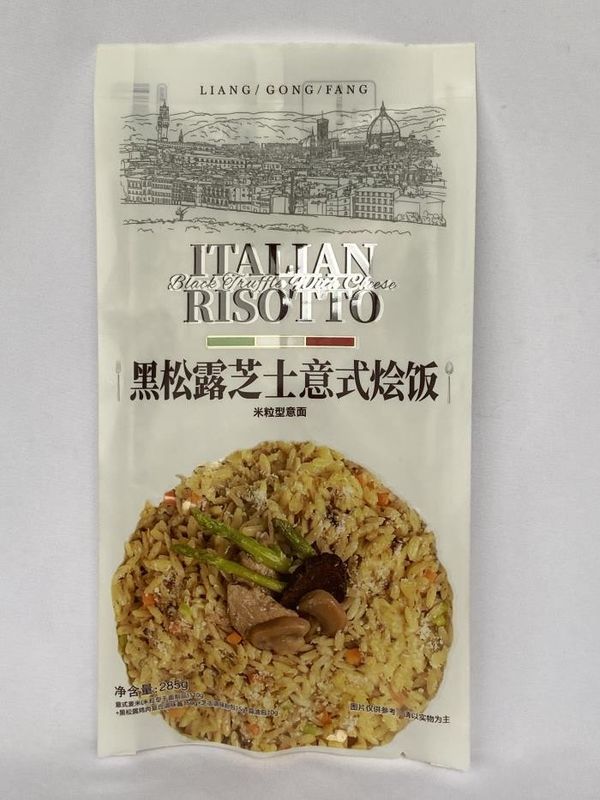 LIANG/GONG/FANG
ITALIAN
Black Truffle With Cheese
RISOTTO
黑松露芝士意式烩饭
米粒型意面
净含量:285g
图片仅供参考 请以实物为主